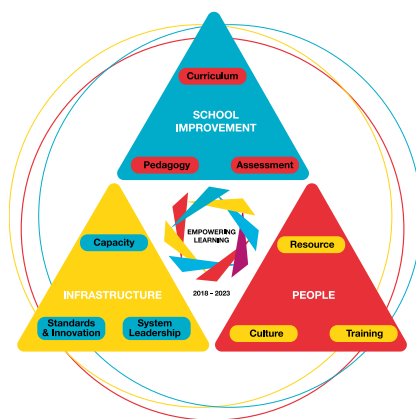 Curriculum
SCHOOL
IMPROVEMENT
Pedagogy
Assessment
EMPOWERING
LEARNING
2018 – 2023
Capacity
INFRASTRUCTURE
Standards
& Innovation
System
Leadership
Resource
PEOPLE
Culture
Training